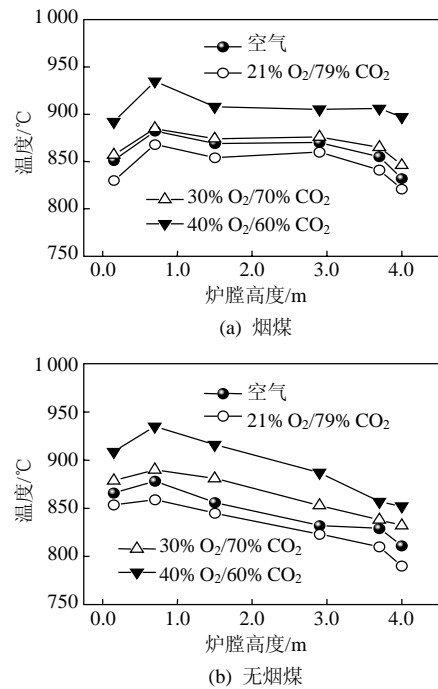 1 000
950
900
850
800
750
温度/℃
空气
21% O₂/79% CO₂
30% O₂/70% CO₂
40% O₂/60% CO₂
0.0 1.0 2.0 3.0 4.0
炉膛高度/m
(a) 烟煤
1 000
950
900
850
800
750
600
温度/℃
空气
21% O₂/79% CO₂
30% O₂/70% CO₂
40% O₂/60% CO₂
0.0 1.0 2.0 3.0 4.0
炉膛高度/m
(b) 无烟煤